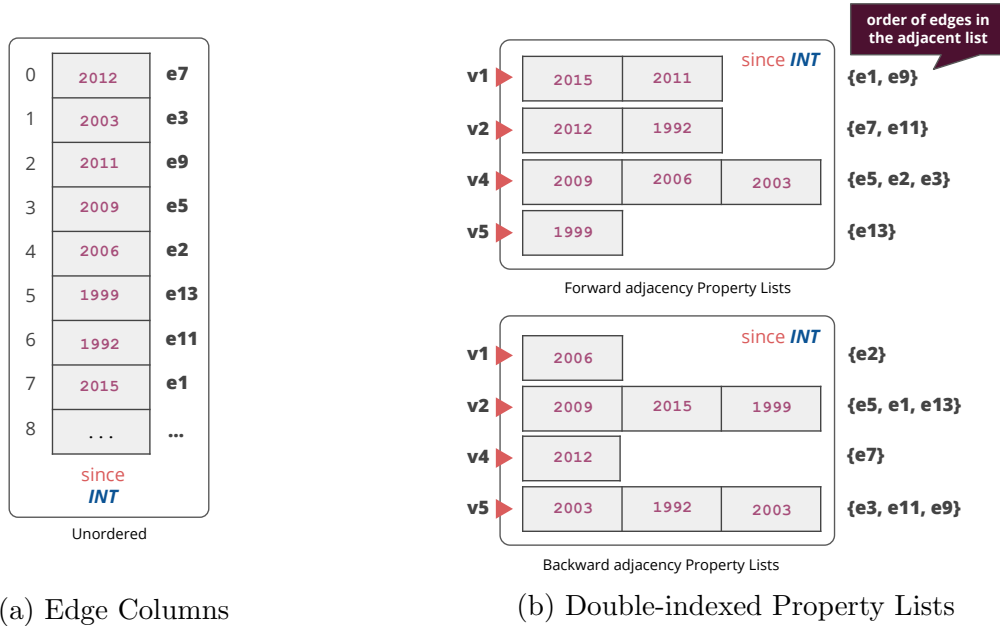 0 2012 e7
1 2003 e3
2 2011 e9
3 2009 e5
4 2006 e2
5 1999 e13
6 1992 e11
7 2015 e1
8 ... ...
since
INT
Unordered
(a) Edge Columns
order of edges in
the adjacent list
since INT
v1 2015 2011 {e1, e9}
v2 2012 1992 {e7, e11}
v4 2009 2006 2003 {e5, e2, e3}
v5 1999 {e13}
Forward adjacency Property Lists
since INT
v1 2006 {e2}
v2 2009 2015 1999 {e5, e1, e13}
v4 2012 {e7}
v5 2003 1992 2003 {e3, e11, e9}
Backward adjacency Property Lists
(b) Double-indexed Property Lists